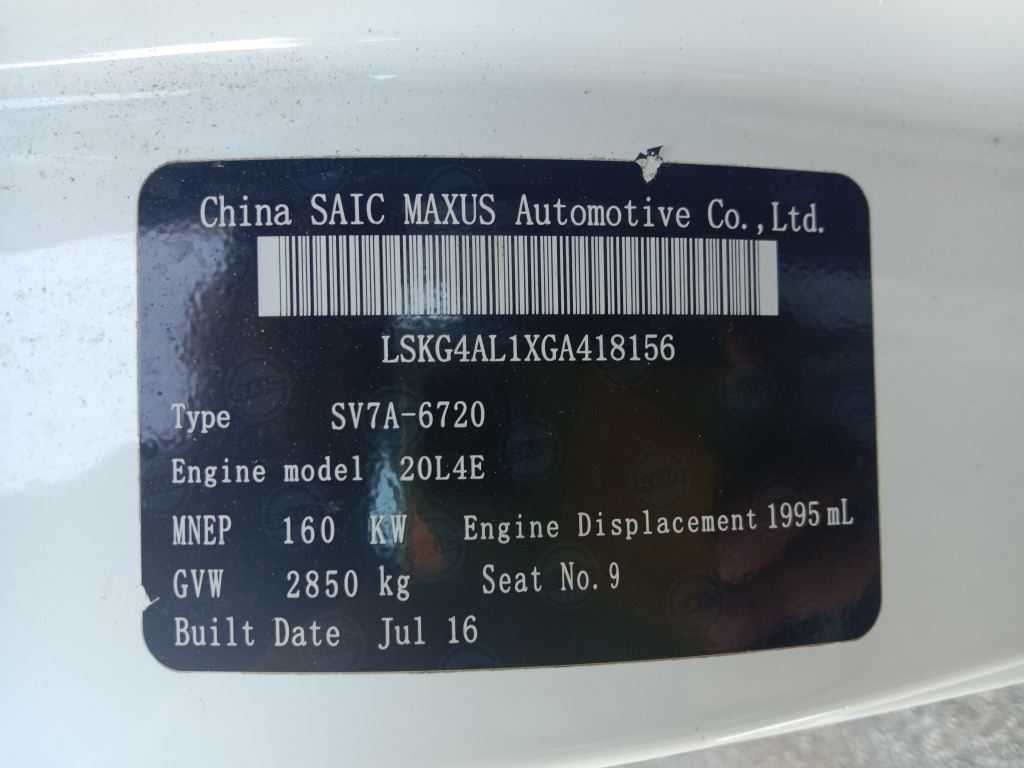 China SAIC MAXUS Automotive Co.,Ltd.
LSKG4AL1XGA418156
Type SV7A-6720
Engine model 20L4E
MNEP 160 KW Engine Displacement 1995 mL
GVW 2850 kg Seat No. 9
Built Date Jul 16